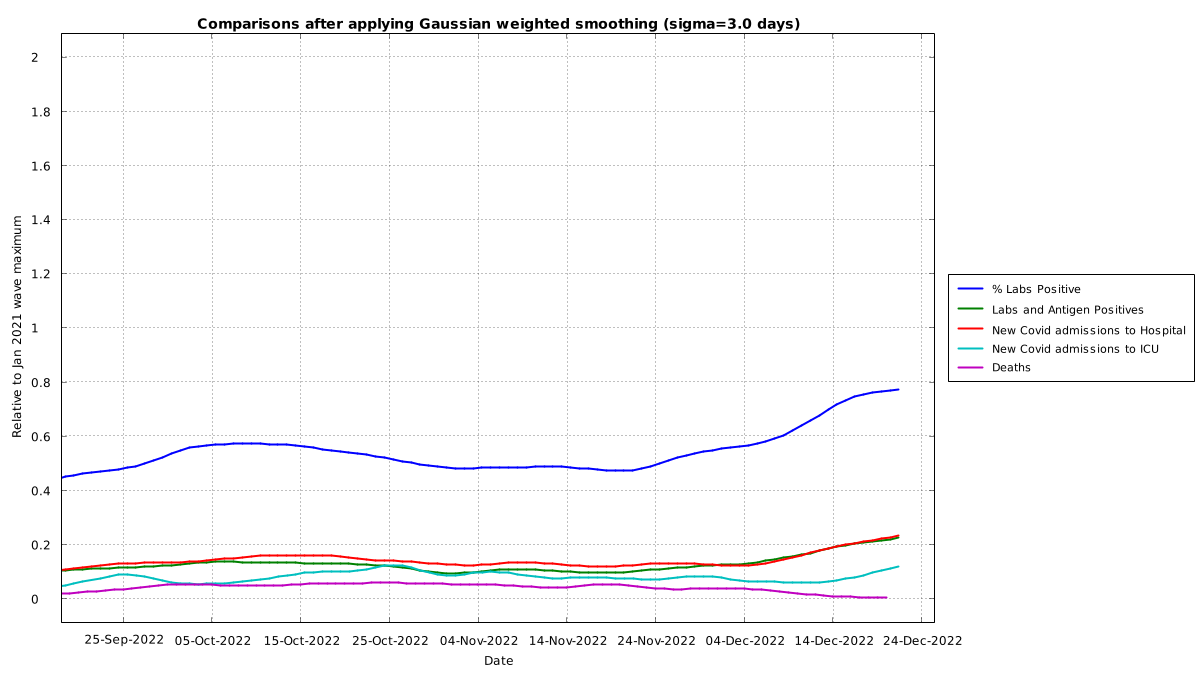 Comparisons after applying Gaussian weighted smoothing (sigma=3.0 days)
Relative to Jan 2021 wave maximum
2
1.8
1.6
1.4
1.2
1
0.8
0.6
0.4
0.2
0
25-Sep-2022 05-Oct-2022 15-Oct-2022 25-Oct-2022 04-Nov-2022 14-Nov-2022 24-Nov-2022 04-Dec-2022 14-Dec-2022 24-Dec-2022
Date
% Labs Positive
Labs and Antigen Positives
New Covid admissions to Hospital
New Covid admissions to ICU
Deaths